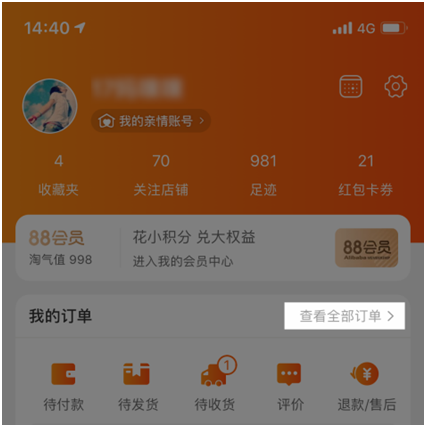 14:40 4G
我的亲情账号
4 70 981 21
收藏夹 关注店铺 足迹 红包卡券
88会员 花小积分 兑大权益
淘气值 998 进入我的会员中心
88会员
我的订单 查看全部订单
1
待付款 待发货 待收货 评价 退款/售后